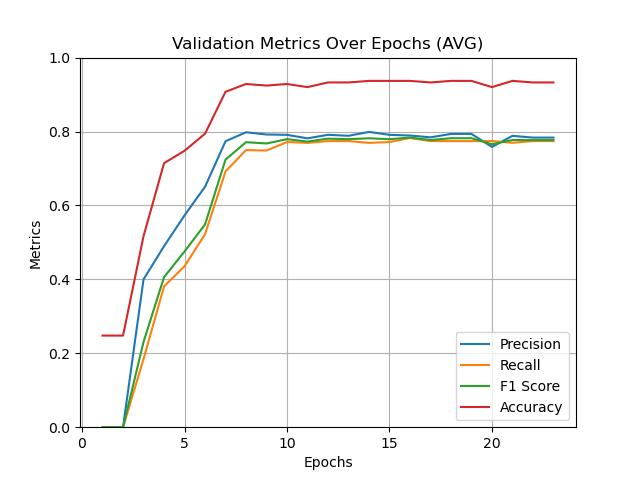 Validation Metrics Over Epochs (AVG)
1.0
0.8
0.6
0.4
0.2
0.0
Metrics
0 5 10 15 20
Epochs
Precision
Recall
F1 Score
Accuracy